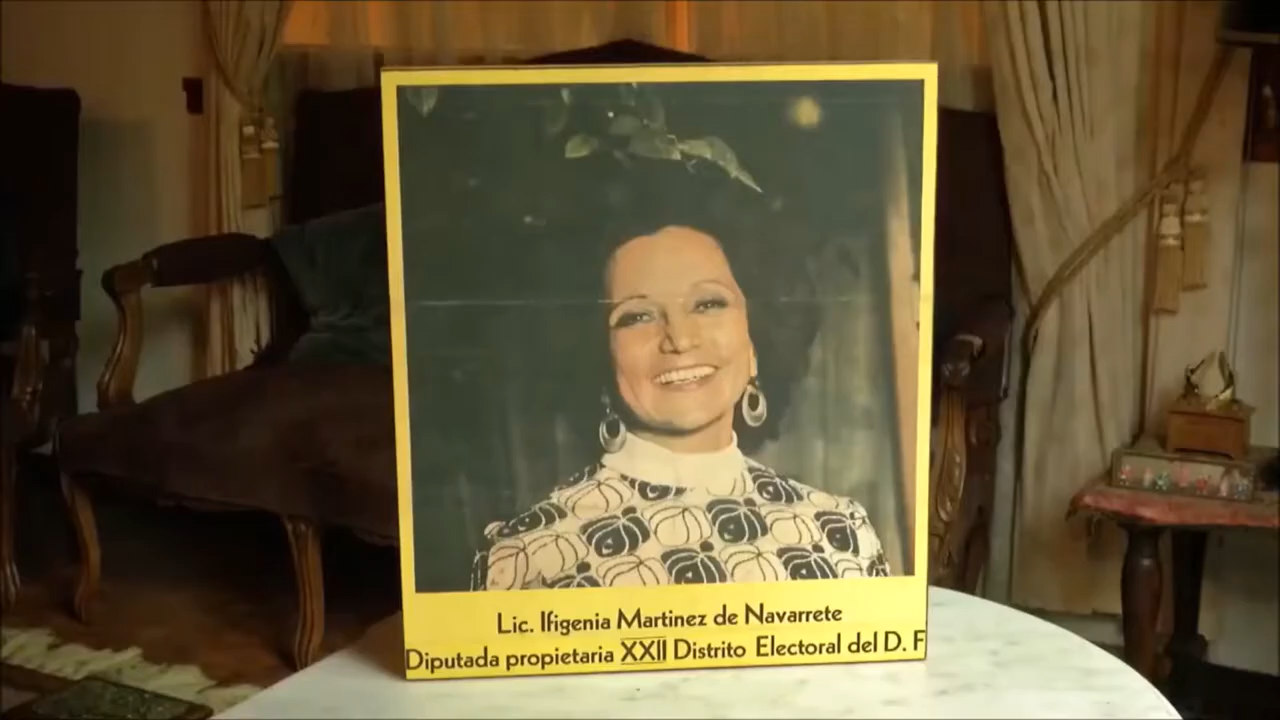 Lic. Ifigenia Martinez de Navarrete
Diputada propietaria XXII Distrito Electoral del D. F